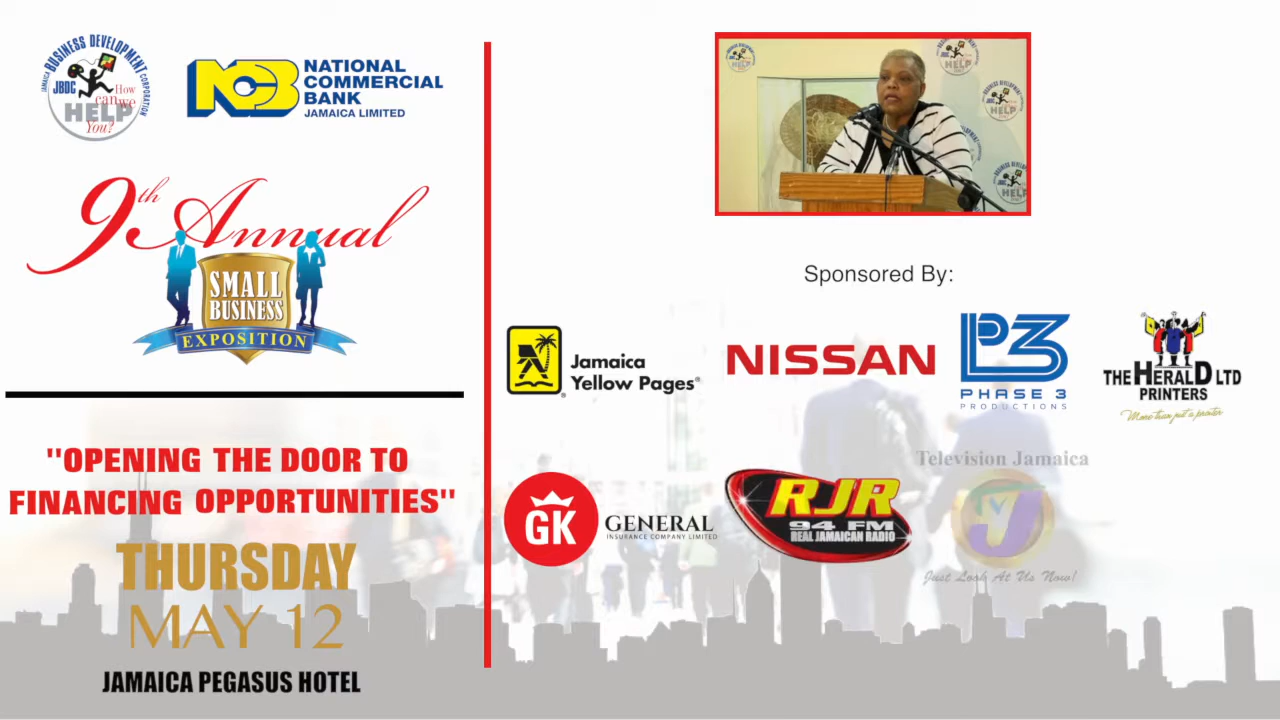 JAMAICA BUSINESS DEVELOPMENT CORPORATION
JBDC
How
can we
HELP
You?
NCB
NATIONAL
COMMERCIAL
BANK
JAMAICA LIMITED
9th Annual
SMALL
BUSINESS
EXPOSITION
"OPENING THE DOOR TO
FINANCING OPPORTUNITIES"
THURSDAY
MAY 12
JAMAICA PEGASUS HOTEL
Sponsored By:
Jamaica
Yellow Pages®
NISSAN
P3
PHASE 3
PRODUCTIONS
THE HERALD LTD
PRINTERS
More than just a printer
GK
GENERAL
INSURANCE COMPANY LIMITED
RJR
94 FM
REAL JAMAICAN RADIO
Television Jamaica
TVJ
Just Look At Us Now!